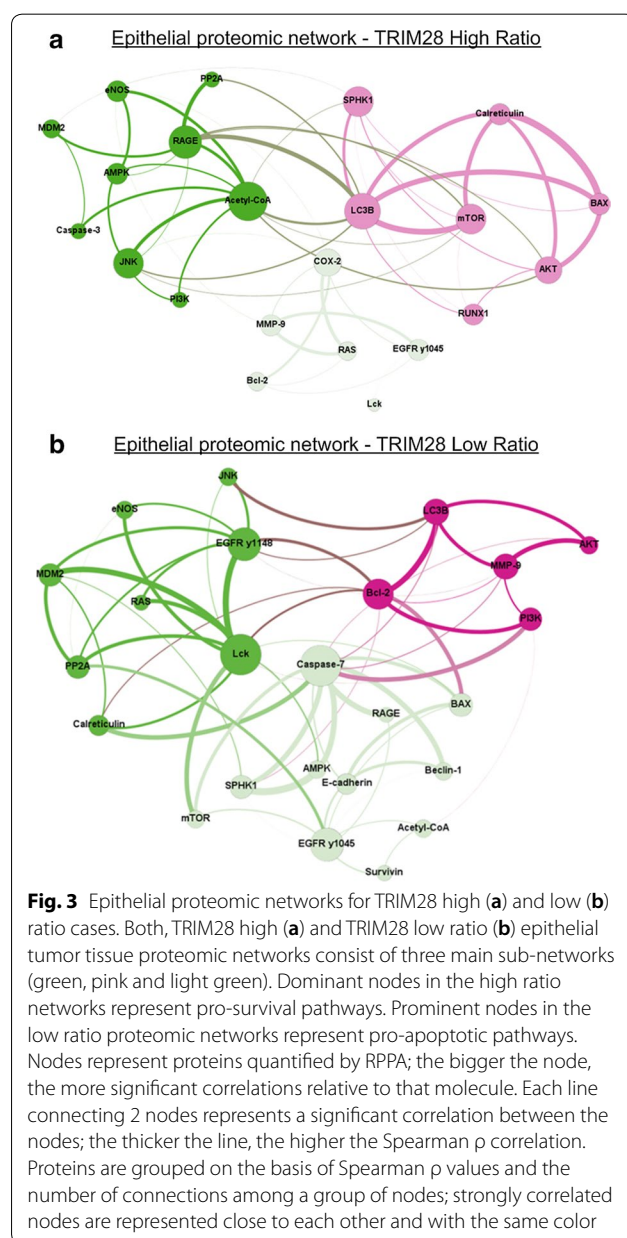 a
Epithelial proteomic network - TRIM28 High Ratio
PP2A
eNOS
SPHK1
Calreticulin
MDM2
RAGE
AMPK
Acetyl-CoA
LC3B
BAX
mTOR
Caspase-3
JNK
COX-2
AKT
PI3K
RUNX1
MMP-9
RAS
EGFR y1045
Bcl-2
Lck
b
Epithelial proteomic network - TRIM28 Low Ratio
JNK
eNOS
LC3B
EGFR y1148
AKT
MDM2
MMP-9
RAS
Bcl-2
PI3K
PP2A
Lck
Caspase-7
Calreticulin
RAGE
BAX
AMPK
Beclin-1
SPHK1
E-cadherin
mTOR
Acetyl-CoA
EGFR y1045
Survivin
Fig. 3 Epithelial proteomic networks for TRIM28 high (a) and low (b)
ratio cases. Both, TRIM28 high (a) and TRIM28 low ratio (b) epithelial
tumor tissue proteomic networks consist of three main sub-networks
(green, pink and light green). Dominant nodes in the high ratio
networks represent pro-survival pathways. Prominent nodes in the
low ratio proteomic networks represent pro-apoptotic pathways.
Nodes represent proteins quantified by RPPA; the bigger the node,
the more significant correlations relative to that molecule. Each line
connecting 2 nodes represents a significant correlation between the
nodes; the thicker the line, the higher the Spearman ρ correlation.
Proteins are grouped on the basis of Spearman ρ values and the
number of connections among a group of nodes; strongly correlated
nodes are represented close to each other and with the same color